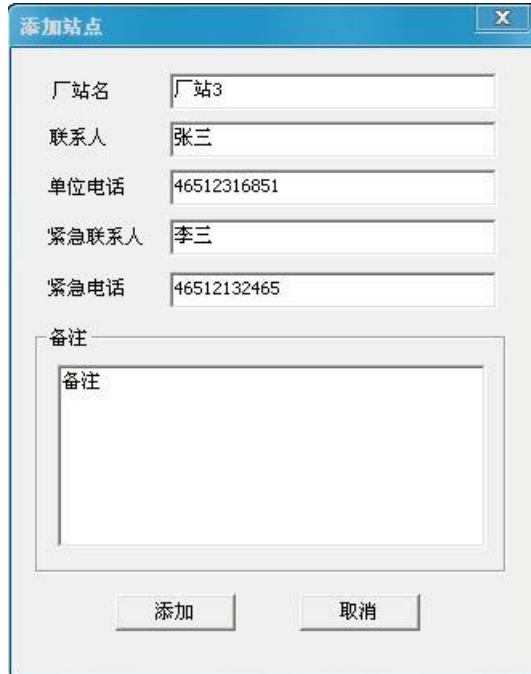 添加站点
厂站名 厂站3
联系人 张三
单位电话 46512316851
紧急联系人 李三
紧急电话 46512132465
备注
备注
添加 取消